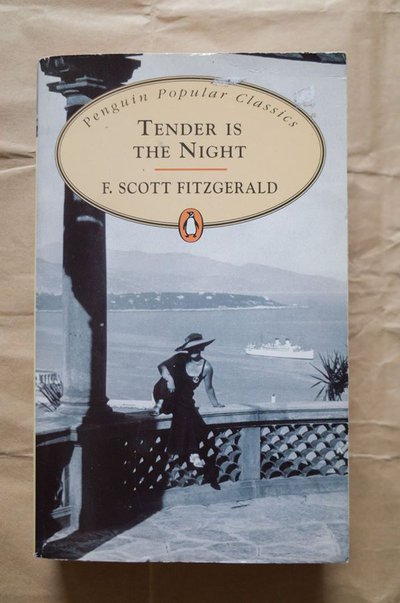 Penguin Popular Classics
TENDER IS
THE NIGHT
F. SCOTT FITZGERALD